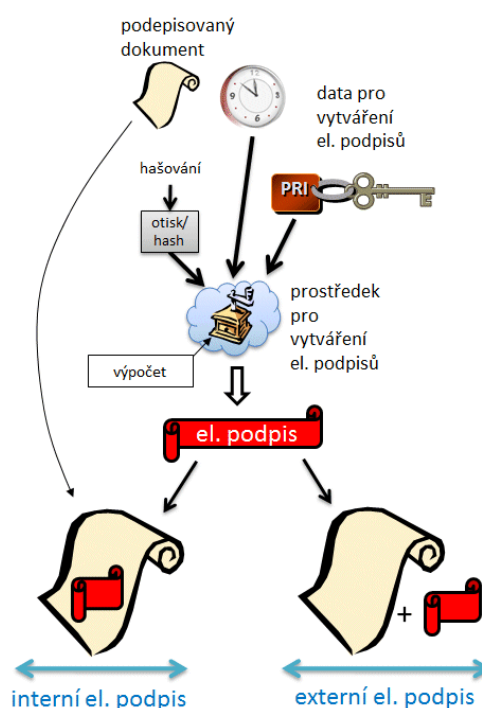 podepisovaný
dokument
data pro
vytváření
el. podpisů
hašování
PRI
otisk/
hash
prostředek
pro
vytváření
el. podpisů
výpočet
el. podpis
+
interní el. podpis
externí el. podpis